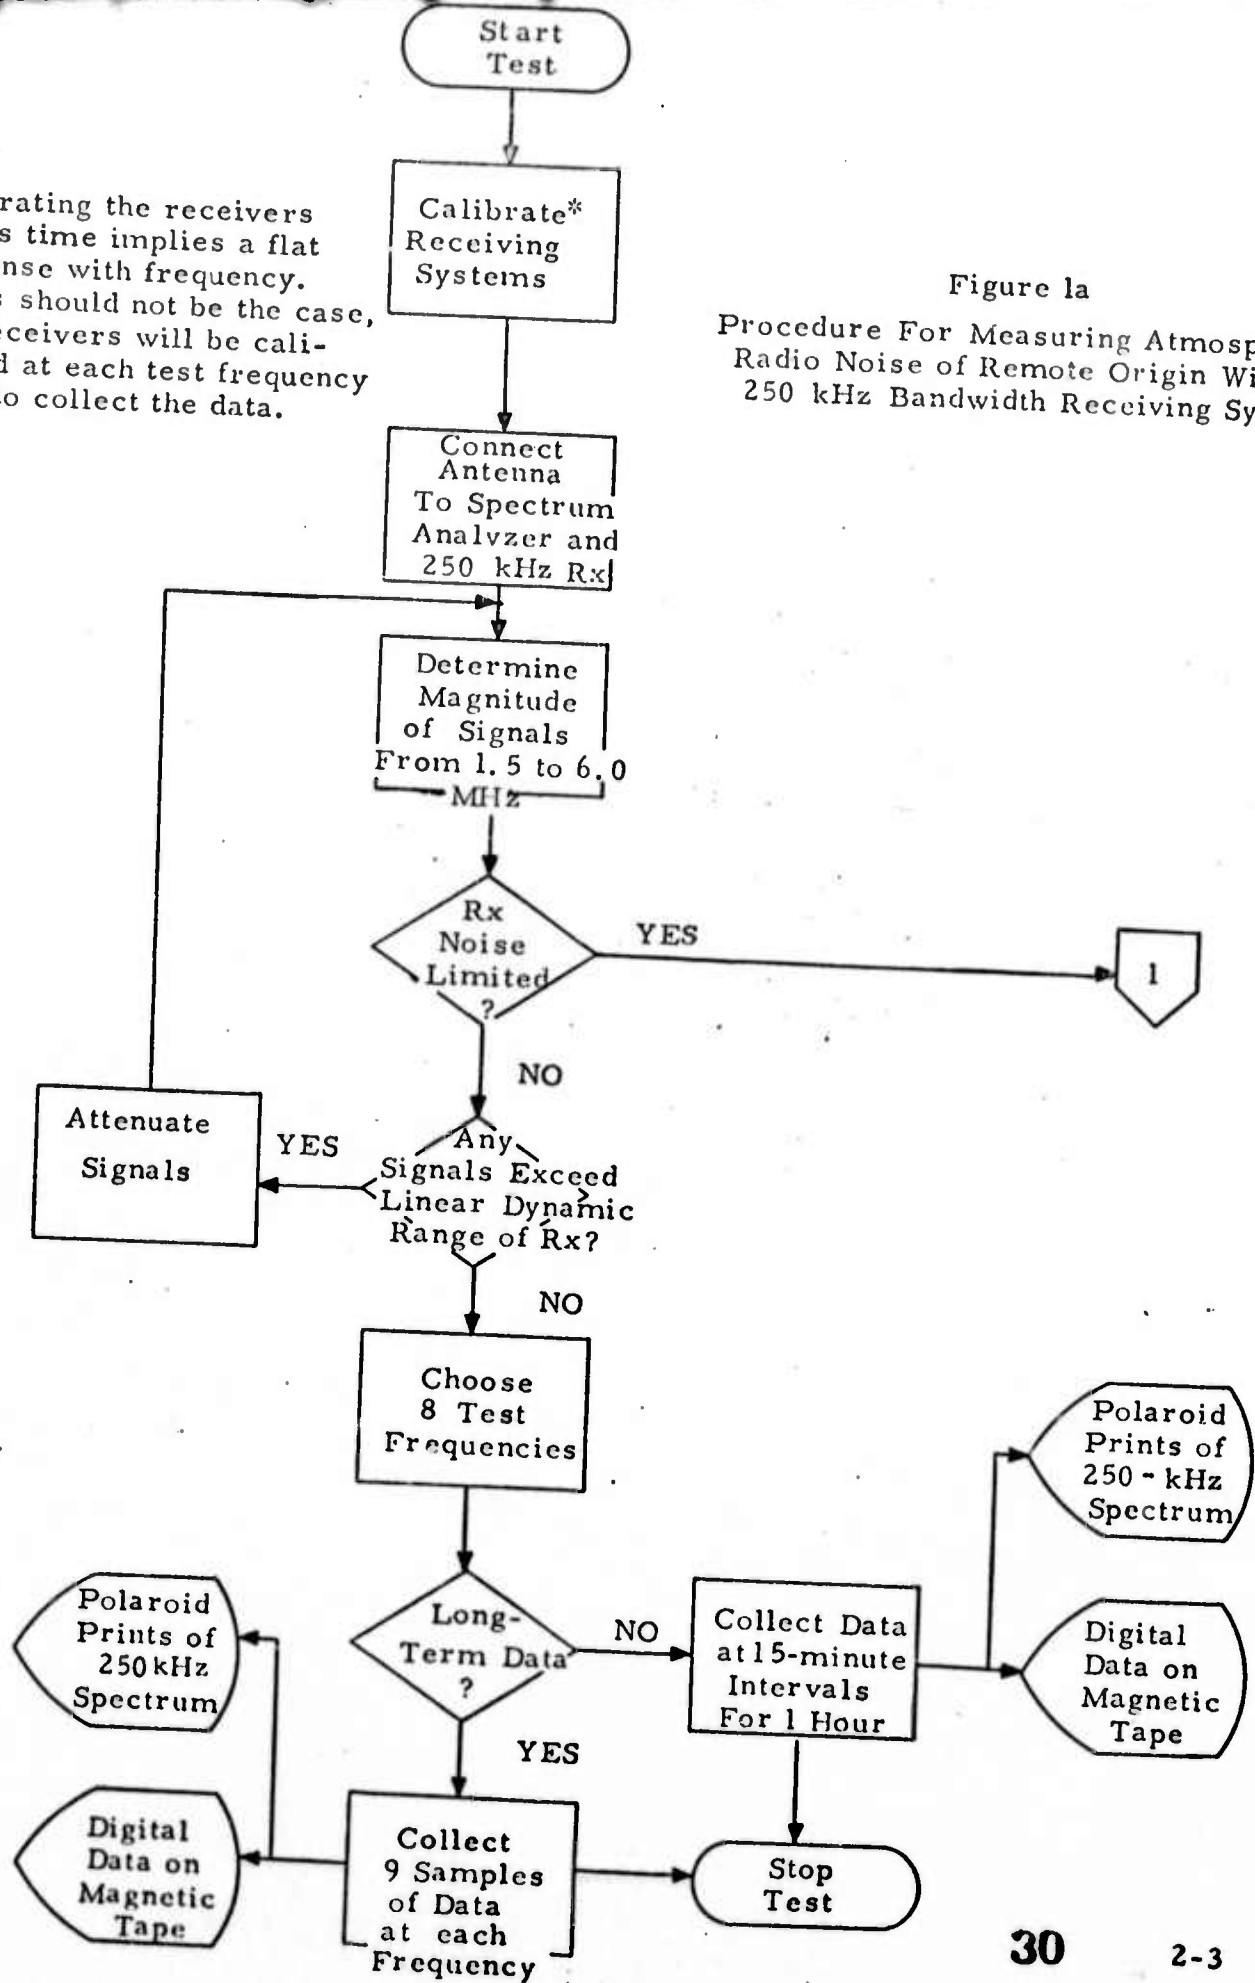 Start
Test
Calibrate*
Receiving
Systems
rating the receivers
s time implies a flat
nse with frequency.
s should not be the case,
eceivers will be cali-
d at each test frequency
o collect the data.
Figure 1a
Procedure For Measuring Atmosp
Radio Noise of Remote Origin Wi
250 kHz Bandwidth Receiving Sy
Connect
Antenna
To Spectrum
Analyzer and
250 kHz Rx
Determine
Magnitude
of Signals
From 1.5 to 6.0
MHz
Rx
Noise
Limited
?
YES
1
NO
Any
Signals Exceed
Linear Dynamic
Range of Rx?
YES
Attenuate
Signals
NO
Choose
8 Test
Frequencies
Long-
Term Data
?
NO
Collect Data
at 15-minute
Intervals
For 1 Hour
Polaroid
Prints of
250-kHz
Spectrum
Digital
Data on
Magnetic
Tape
YES
Polaroid
Prints of
250 kHz
Spectrum
Digital
Data on
Magnetic
Tape
Collect
9 Samples
of Data
at each
Frequency
Stop
Test
30
2-3